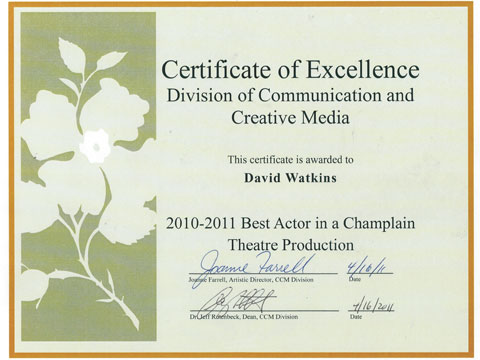 Certificate of Excellence
Division of Communication and
Creative Media
This certificate is awarded to
David Watkins
2010-2011 Best Actor in a Champlain
Theatre Production
Joanne Farrell 4/16/11
Joanne Farrell, Artistic Director, CCM Division Date
4/16/2011
Dr. Jeff Rutenbeck, Dean, CCM Division Date